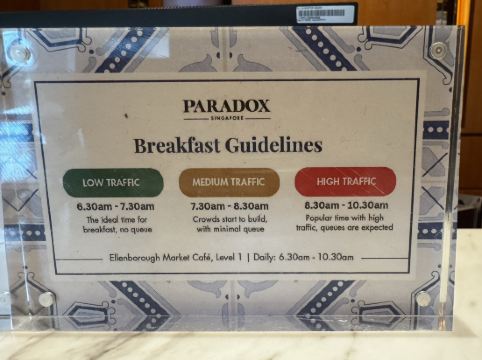 PARADOX
SINGAPORE
Breakfast Guidelines
LOW TRAFFIC
MEDIUM TRAFFIC
HIGH TRAFFIC
6.30am - 7.30am
The ideal time for
breakfast, no queue
7.30am - 8.30am
Crowds start to build,
with minimal queue
8.30am - 10.30am
Popular time with high
traffic, queues are expected
Ellenborough Market Café, Level 1 | Daily: 6.30am - 10.30am